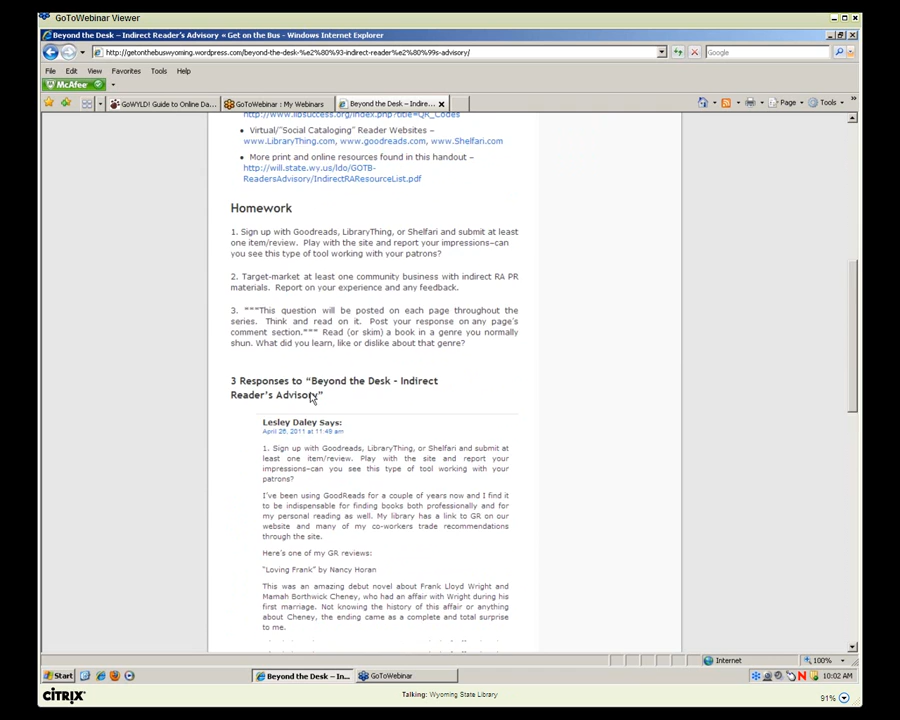 GoToWebinar Viewer
Beyond the Desk – Indirect Reader's Advisory « Get on the Bus - Windows Internet Explorer
http://getonthebuswyoming.wordpress.com/beyond-the-desk-%e2%80%93-indirect-reader%e2%80%99s-advisory/
Google
File Edit View Favorites Tools Help
McAfee
GoWYLD! Guide to Online Da...
GoToWebinar : My Webinars
Beyond the Desk – Indire...
Page
Tools
http://www.libsuccess.org/index.php?title=QR_Codes
• Virtual/"Social Cataloging" Reader Websites –
www.LibraryThing.com, www.goodreads.com, www.Shelfari.com
• More print and online resources found in this handout –
http://will.state.wy.us/ldo/GOTB-
ReadersAdvisory/IndirectRAResourceList.pdf
Homework
1. Sign up with Goodreads, LibraryThing, or Shelfari and submit at least
one item/review. Play with the site and report your impressions–can
you see this type of tool working with your patrons?
2. Target-market at least one community business with indirect RA PR
materials. Report on your experience and any feedback.
3. ***This question will be posted on each page throughout the
series. Think and read on it. Post your response on any page's
comment section.*** Read (or skim) a book in a genre you normally
shun. What did you learn, like or dislike about that genre?
3 Responses to "Beyond the Desk – Indirect
Reader's Advisory"
Lesley Daley Says:
April 26, 2011 at 11:49 am
1. Sign up with Goodreads, LibraryThing, or Shelfari and submit at
least one item/review. Play with the site and report your
impressions–can you see this type of tool working with your
patrons?
I've been using GoodReads for a couple of years now and I find it
to be indispensable for finding books both professionally and for
my personal reading as well. My library has a link to GR on our
website and many of my co-workers trade recommendations
through the site.
Here's one of my GR reviews:
"Loving Frank" by Nancy Horan
This was an amazing debut novel about Frank Lloyd Wright and
Mamah Borthwick Cheney, who had an affair with Wright during his
first marriage. Not knowing the history of this affair or anything
about Cheney, the ending came as a complete and total surprise
to me.
Internet
100%
Start
Beyond the Desk – In...
GoToWebinar
10:02 AM
CITRIX
Talking: Wyoming State Library
91%